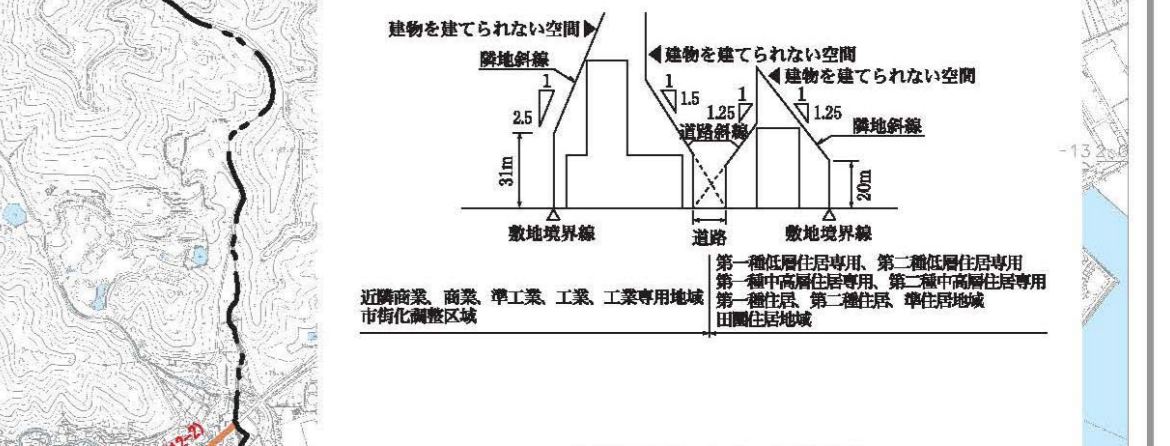 建物を建てられない空間
隣地斜線
1
2.5
31m
建物を建てられない空間
1
1.5
建物を建てられない空間
1
1.25
道路斜線
1
1.25
隣地斜線
20m
敷地境界線
道路
敷地境界線
近隣商業、商業、準工業、工業、工業専用地域
市街化調整区域
第一種低層住居専用、第二種低層住居専用
第一種中高層住居専用、第二種中高層住居専用
第一種住居、第二種住居、準住居地域
田園住居地域